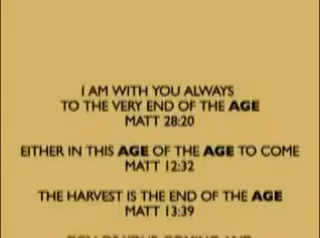 I AM WITH YOU ALWAYS
TO THE VERY END OF THE AGE
MATT 28:20
EITHER IN THIS AGE OF THE AGE TO COME
MATT 12:32
THE HARVEST IS THE END OF THE AGE
MATT 13:39